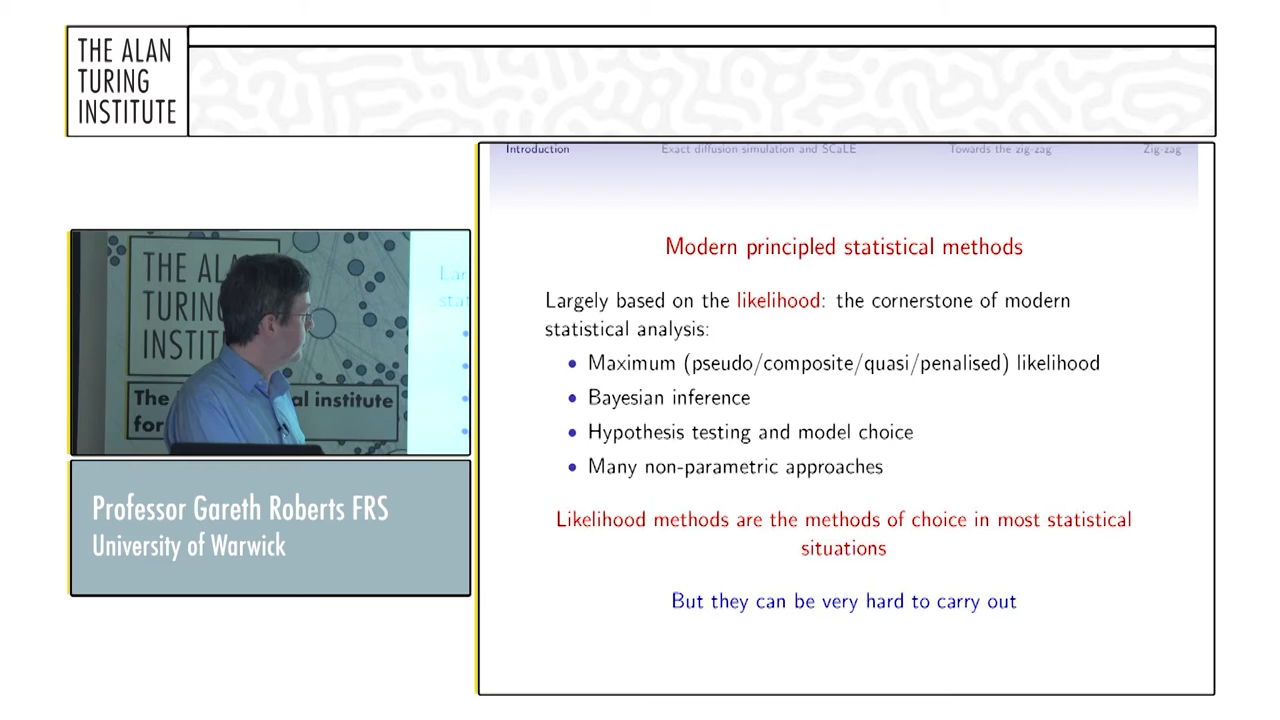 THE ALAN
TURING
INSTITUTE
Introduction
Exact diffusion simulation and SCaLE
Towards the zig-zag
Zig-zag
Modern principled statistical methods
Largely based on the likelihood: the cornerstone of modern
statistical analysis:
• Maximum (pseudo/composite/quasi/penalised) likelihood
• Bayesian inference
• Hypothesis testing and model choice
• Many non-parametric approaches
Likelihood methods are the methods of choice in most statistical
situations
But they can be very hard to carry out
THE AL
TURING
INSTIT
The
al institute
for
Lar
stat
Professor Gareth Roberts FRS
University of Warwick